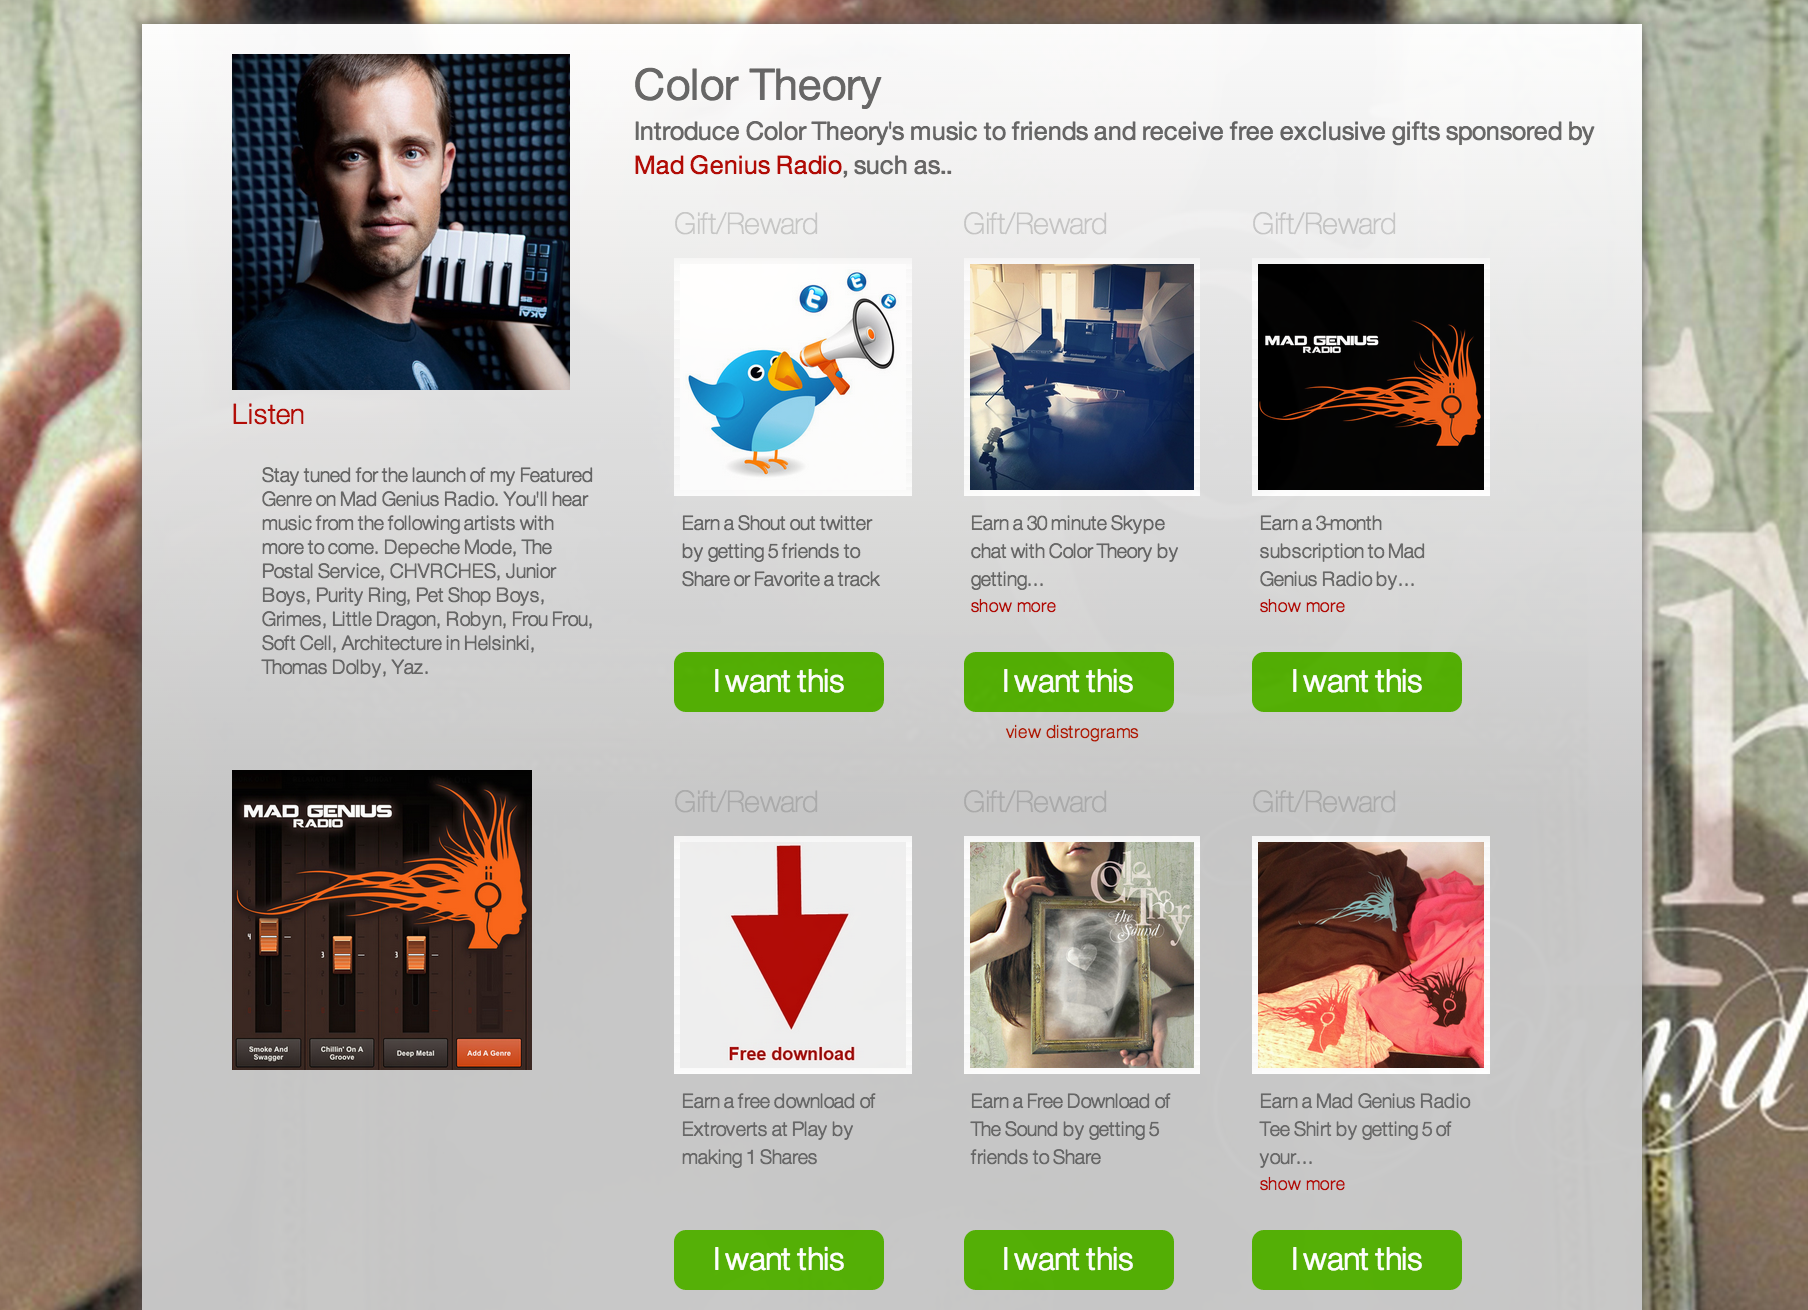 Color Theory
Introduce Color Theory's music to friends and receive free exclusive gifts sponsored by
Mad Genius Radio, such as..
Listen
Stay tuned for the launch of my Featured
Genre on Mad Genius Radio. You'll hear
music from the following artists with
more to come. Depeche Mode, The
Postal Service, CHVRCHES, Junior
Boys, Purity Ring, Pet Shop Boys,
Grimes, Little Dragon, Robyn, Frou Frou,
Soft Cell, Architecture in Helsinki,
Thomas Dolby, Yaz.
MAD GENIUS
RADIO
4
3
3
Smoke And
Swagger
Chillin' On A
Groove
Deep Metal
Add A Genre
AKAI
Gift/Reward
Earn a Shout out twitter
by getting 5 friends to
Share or Favorite a track
I want this
Gift/Reward
Earn a 30 minute Skype
chat with Color Theory by
getting...
show more
I want this
view distrograms
Gift/Reward
MAD GENIUS
RADIO
Earn a 3-month
subscription to Mad
Genius Radio by...
show more
I want this
Gift/Reward
Free download
Earn a free download of
Extroverts at Play by
making 1 Shares
I want this
Gift/Reward
Color
Theory
the
Sound
Earn a Free Download of
The Sound by getting 5
friends to Share
I want this
Gift/Reward
Earn a Mad Genius Radio
Tee Shirt by getting 5 of
your...
show more
I want this